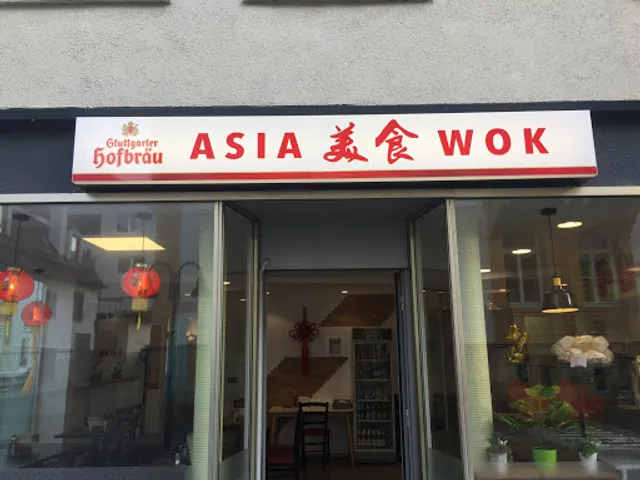 Stuttgarter
Hofbräu
ASIA 美食 WOK